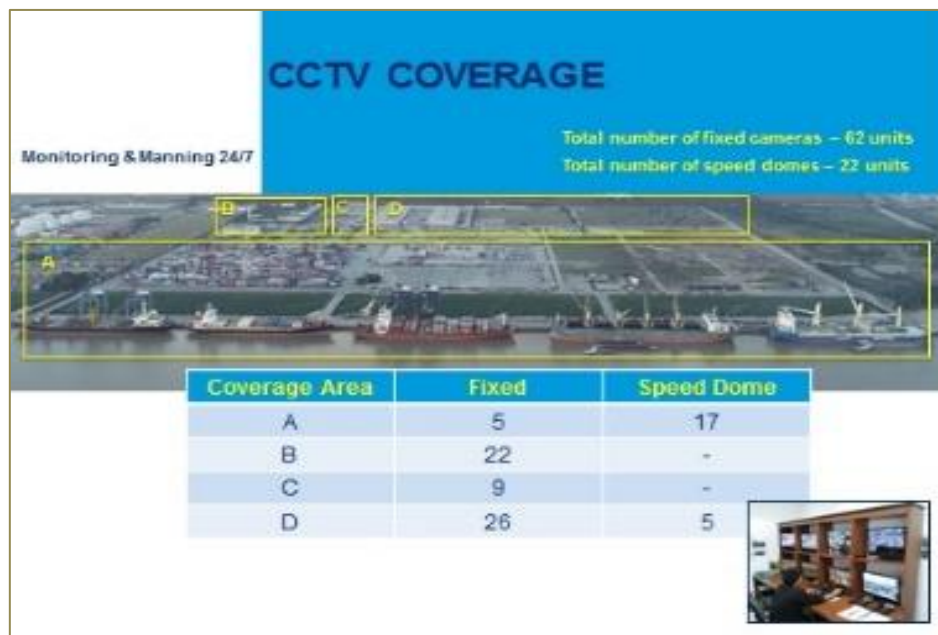 CCTV COVERAGE
Monitoring & Manning 24/7
Total number of fixed cameras – 62 units
Total number of speed domes – 22 units
B C D
A
Coverage Area Fixed Speed Dome
A 5 17
B 22 -
C 9 -
D 26 5